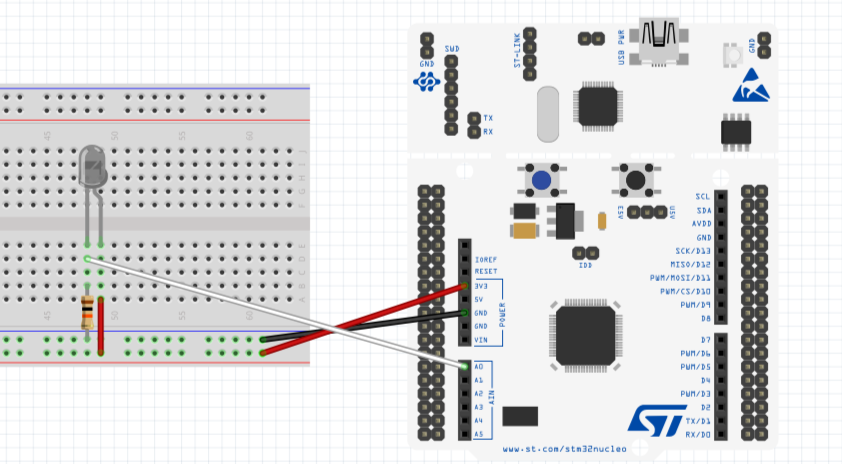 GND
SWD
ST-LINK
USB PWR
GND
TX
RX
45
50
55
60
J
I
H
G
F
E
D
C
B
A
45
50
55
60
E5V
U5V
IDD
IOREF
RESET
3V3
5V
GND
GND
VIN
POWER
A0
A1
A2
A3
A4
A5
AIN
SCL
SDA
AVDD
GND
SCK/D13
MISO/D12
PWM/MOSI/D11
PWM/CS/D10
PWM/D9
D8
D7
PWM/D6
PWM/D5
D4
PWM/D3
D2
TX/D1
RX/D0
ST
www.st.com/stm32nucleo